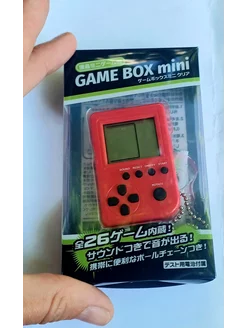 GAME BOX mini
ゲームボックスミニ クリア
全26ゲーム内蔵!
サウンドつきで音が出る!
携帯に便利なボールチェーンつき!
テスト用電池付属